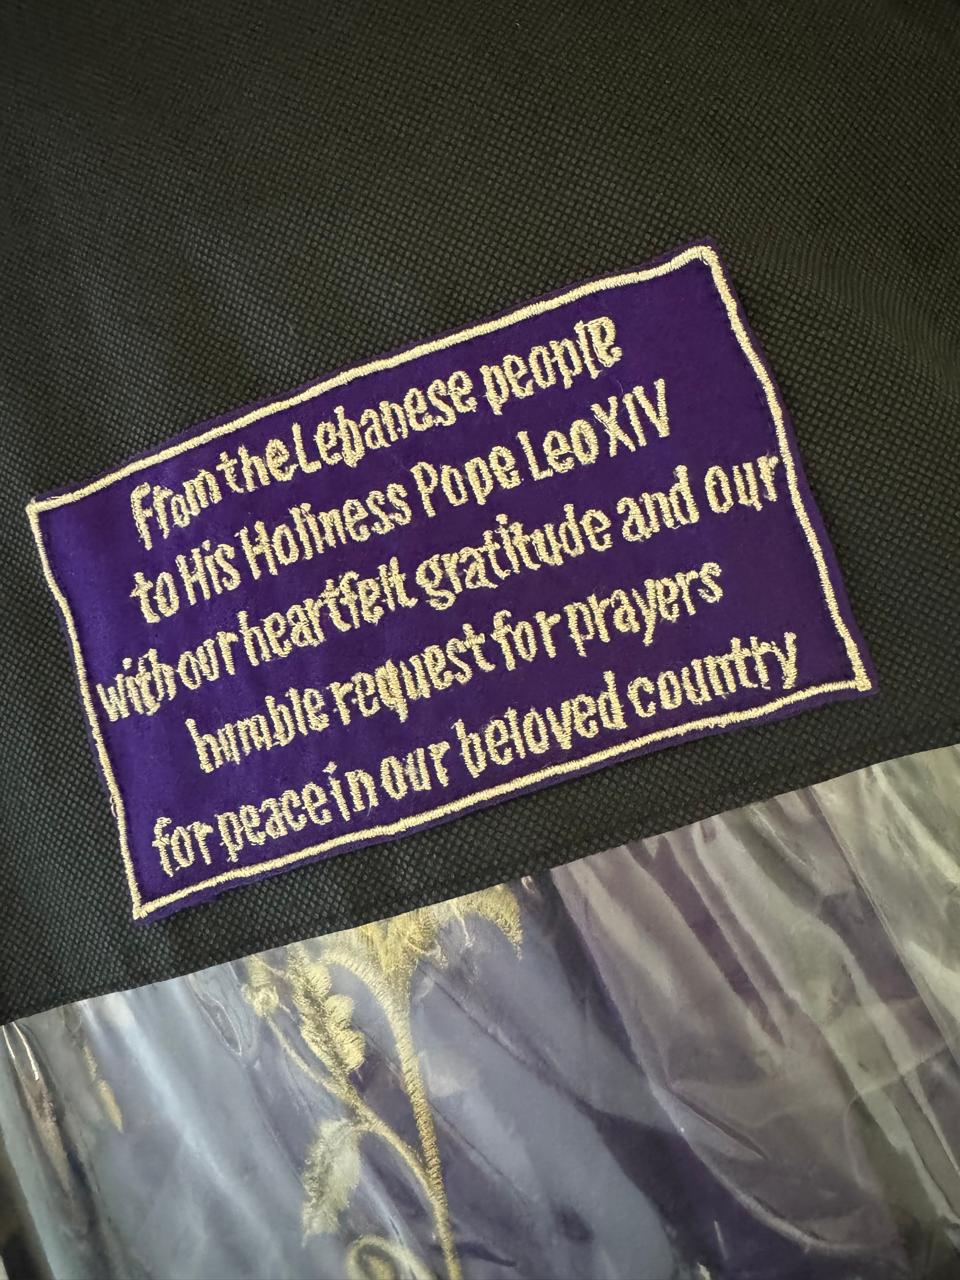 From the Lebanese people
to His Holiness Pope Leo XIV
with our heartfelt gratitude and our
humble request for prayers
for peace in our beloved country